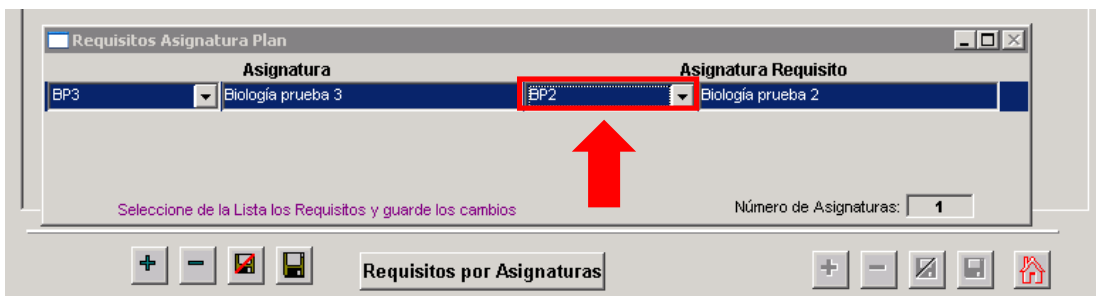 Requisitos Asignatura Plan
Asignatura Asignatura Requisito
BP3 Biología prueba 3 BP2 Biología prueba 2
Seleccione de la Lista los Requisitos y guarde los cambios Número de Asignaturas: 1
Requisitos por Asignaturas